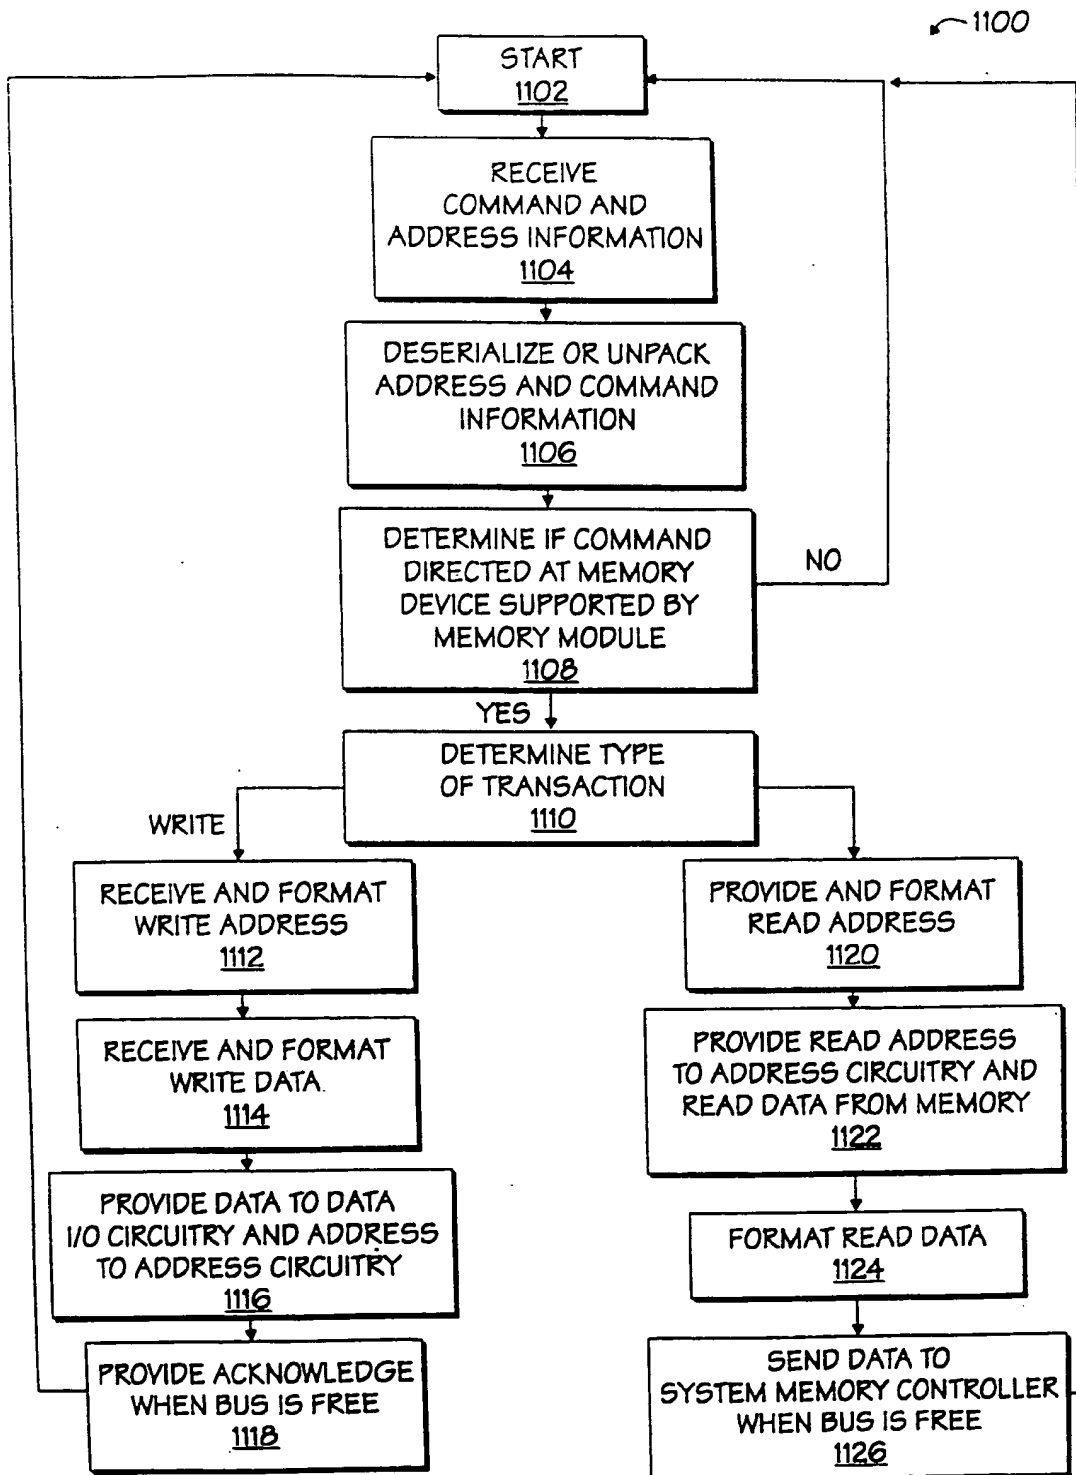 1100
START
1102
RECEIVE
COMMAND AND
ADDRESS INFORMATION
1104
DESERIALIZE OR UNPACK
ADDRESS AND COMMAND
INFORMATION
1106
DETERMINE IF COMMAND
DIRECTED AT MEMORY
DEVICE SUPPORTED BY
MEMORY MODULE
1108
NO
YES
DETERMINE TYPE
OF TRANSACTION
1110
WRITE
RECEIVE AND FORMAT
WRITE ADDRESS
1112
RECEIVE AND FORMAT
WRITE DATA
1114
PROVIDE DATA TO DATA
I/O CIRCUITRY AND ADDRESS
TO ADDRESS CIRCUITRY
1116
PROVIDE ACKNOWLEDGE
WHEN BUS IS FREE
1118
PROVIDE AND FORMAT
READ ADDRESS
1120
PROVIDE READ ADDRESS
TO ADDRESS CIRCUITRY AND
READ DATA FROM MEMORY
1122
FORMAT READ DATA
1124
SEND DATA TO
SYSTEM MEMORY CONTROLLER
WHEN BUS IS FREE
1126